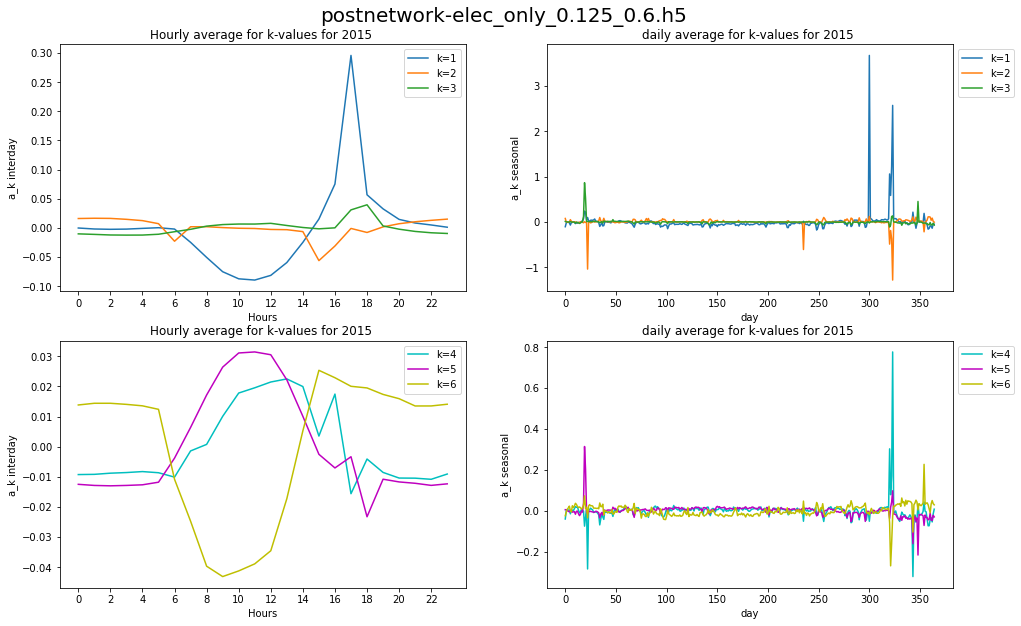 postnetwork-elec_only_0.125_0.6.h5
Hourly average for k-values for 2015
0.30
0.25
0.20
0.15
0.10
0.05
0.00
−0.05
−0.10
a_k interday
0 2 4 6 8 10 12 14 16 18 20 22
Hours
k=1
k=2
k=3
daily average for k-values for 2015
3
2
1
0
−1
a_k seasonal
0 50 100 150 200 250 300 350
day
k=1
k=2
k=3
Hourly average for k-values for 2015
0.03
0.02
0.01
0.00
−0.01
−0.02
−0.03
−0.04
a_k interday
0 2 4 6 8 10 12 14 16 18 20 22
Hours
k=4
k=5
k=6
daily average for k-values for 2015
0.8
0.6
0.4
0.2
0.0
−0.2
a_k seasonal
0 50 100 150 200 250 300 350
day
k=4
k=5
k=6